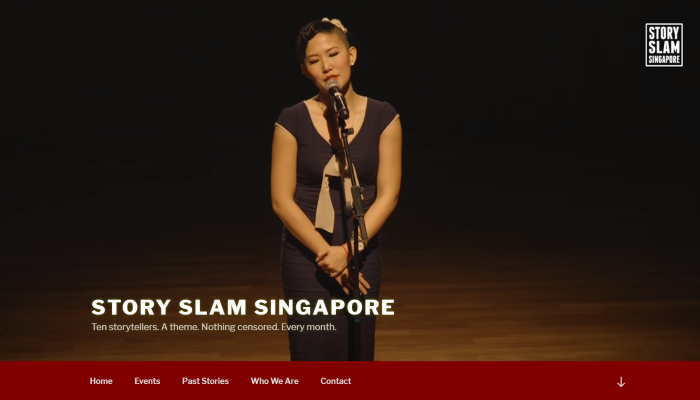 STORY
SLAM
SINGAPORE
STORY SLAM SINGAPORE
Ten storytellers. A theme. Nothing censored. Every month.
Home Events Past Stories Who We Are Contact